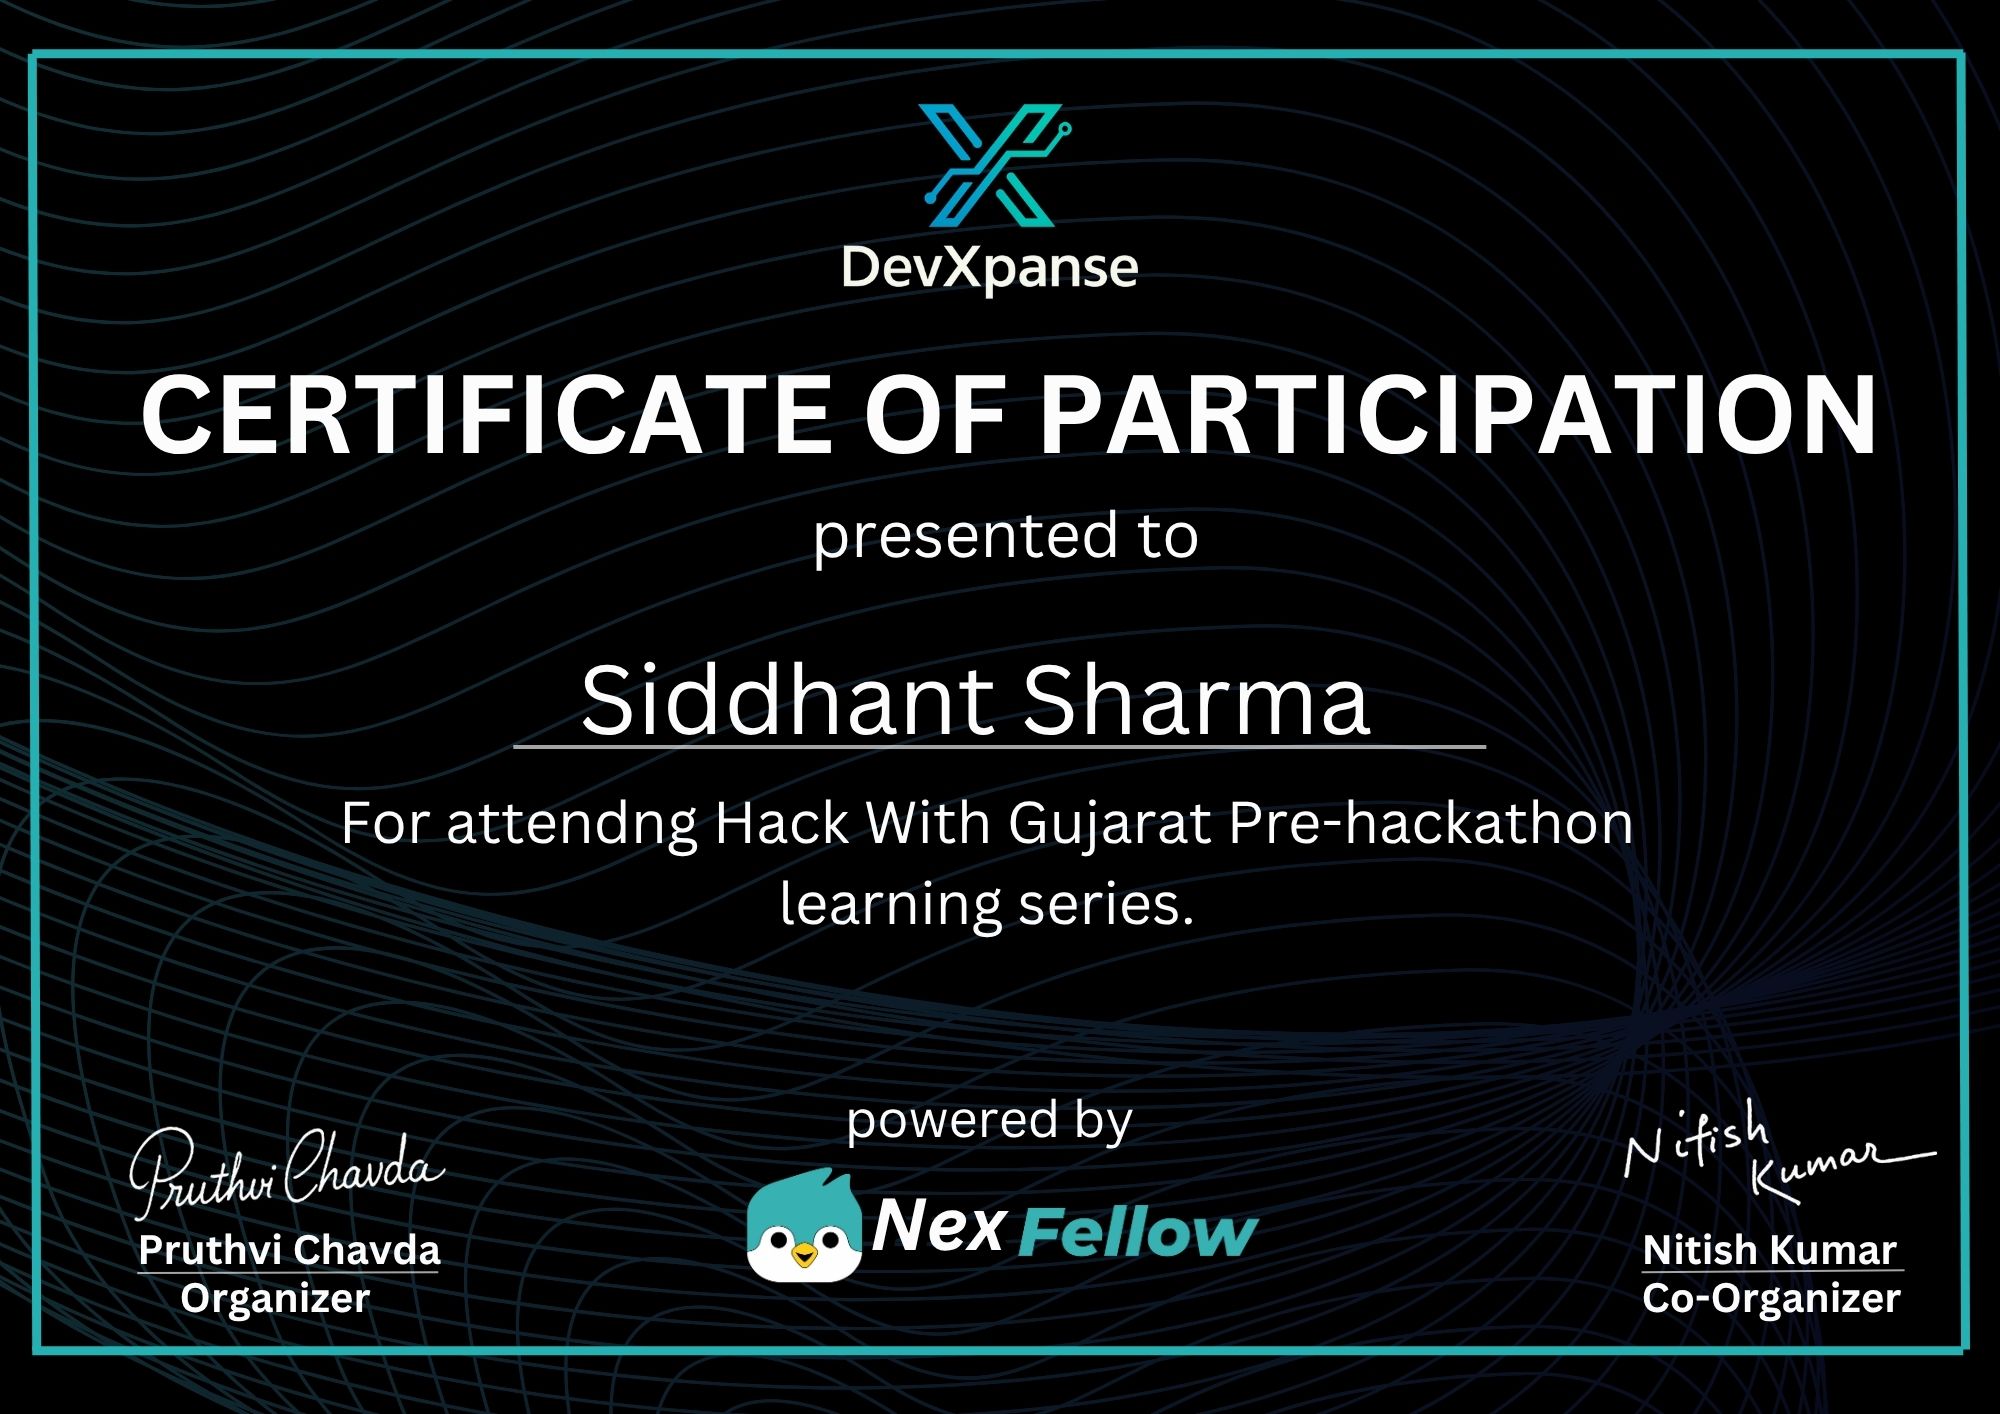 DevXpanse
CERTIFICATE OF PARTICIPATION
presented to
Siddhant Sharma
For attendng Hack With Gujarat Pre-hackathon
learning series.
powered by
Nex Fellow
Pruthvi Chavda
Pruthvi Chavda
Organizer
Nitish
Kumar
Nitish Kumar
Co-Organizer